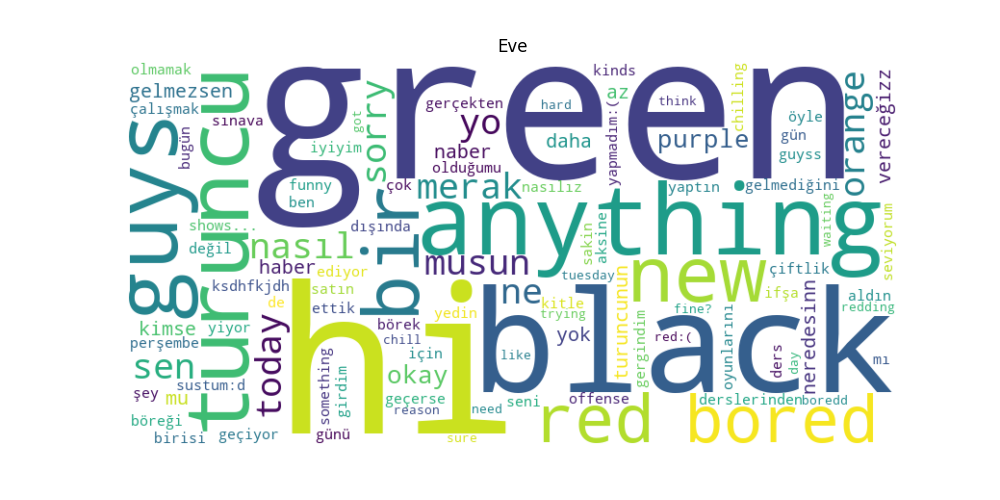 Eve
green
hi
black
anything
turuncu
guys
new
red
bored
bir
orange
sorry
yo
merak
musun
nasıl
ne
today
sen
okay
purple
olmamak
gelmezsen
çalışmak
bugün
sınava
iyiyim
got
gerçekten
naber
olduğumu
hard
daha
kinds
az
think
yapmadım:(
chillling
öyle
gün
guyss
vereceğizz
funny
ben
çok
nasılız
yaptın
gelmediğini
shows...
değil
dışında
haber
ediyor
satın
ksdhfkjdh
de
ettik
aksine
sakin
waiting
seviyorum
tuesday
çiftlik
kitle
trying
yedin
ifşa
aldın
redding
fine?
kimse
yiyor
perşembe
börek
chill
için
yok
like
turuncunun
gergindim
red:(
oyunlarını
ders
day
neredesinn
mı
şey
mu
sustum:d
something
girdim
geçerse
reason
need
seni
offense
derslerinden
boredd
böreği
birisi
geçiyor
günü
sure